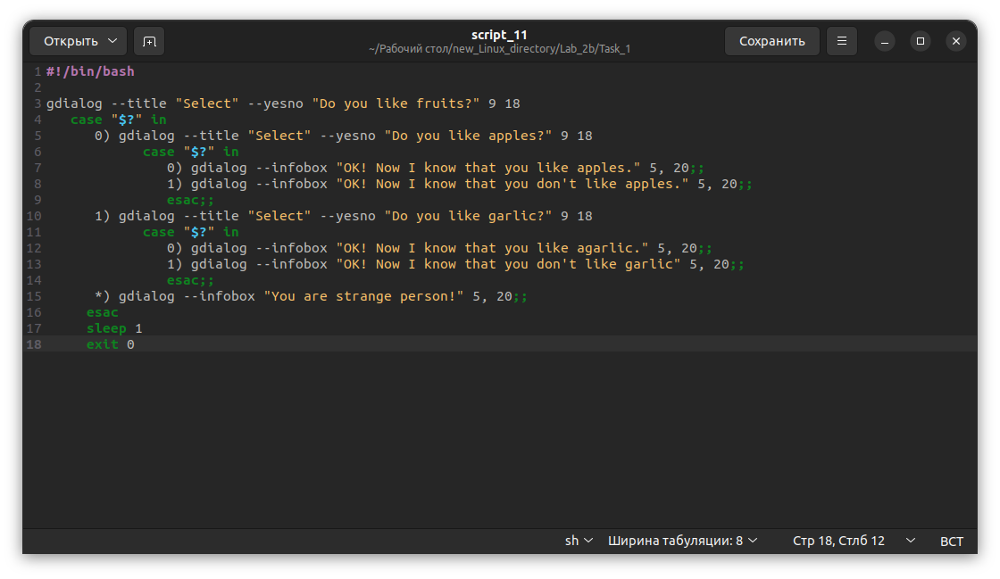 Открыть
script_11
~/Рабочий стол/new_Linux_directory/Lab_2b/Task_1
Сохранить
1 #!/bin/bash
2
3 gdialog --title "Select" --yesno "Do you like fruits?" 9 18
4 case "$?" in
5 0) gdialog --title "Select" --yesno "Do you like apples?" 9 18
6 case "$?" in
7 0) gdialog --infobox "OK! Now I know that you like apples." 5, 20;;
8 1) gdialog --infobox "OK! Now I know that you don't like apples." 5, 20;;
9 esac;;
10 1) gdialog --title "Select" --yesno "Do you like garlic?" 9 18
11 case "$?" in
12 0) gdialog --infobox "OK! Now I know that you like agarlic." 5, 20;;
13 1) gdialog --infobox "OK! Now I know that you don't like garlic" 5, 20;;
14 esac;;
15 *) gdialog --infobox "You are strange person!" 5, 20;;
16 esac
17 sleep 1
18 exit 0
sh Ширина табуляции: 8 Стр 18, Стлб 12 ВСТ